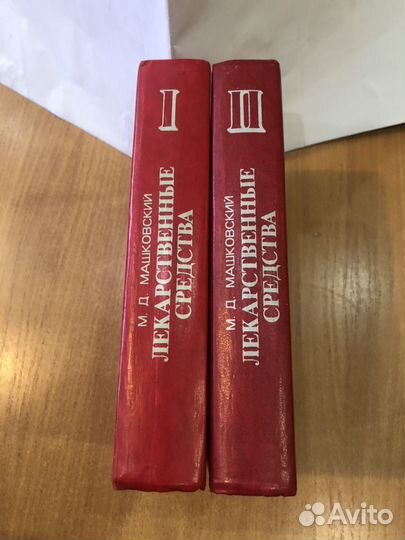 I
М. Д. МАШКОВСКИЙ
ЛЕКАРСТВЕННЫЕ
СРЕДСТВА
II
М. Д. МАШКОВСКИЙ
ЛЕКАРСТВЕННЫЕ
СРЕДСТВА
Avito